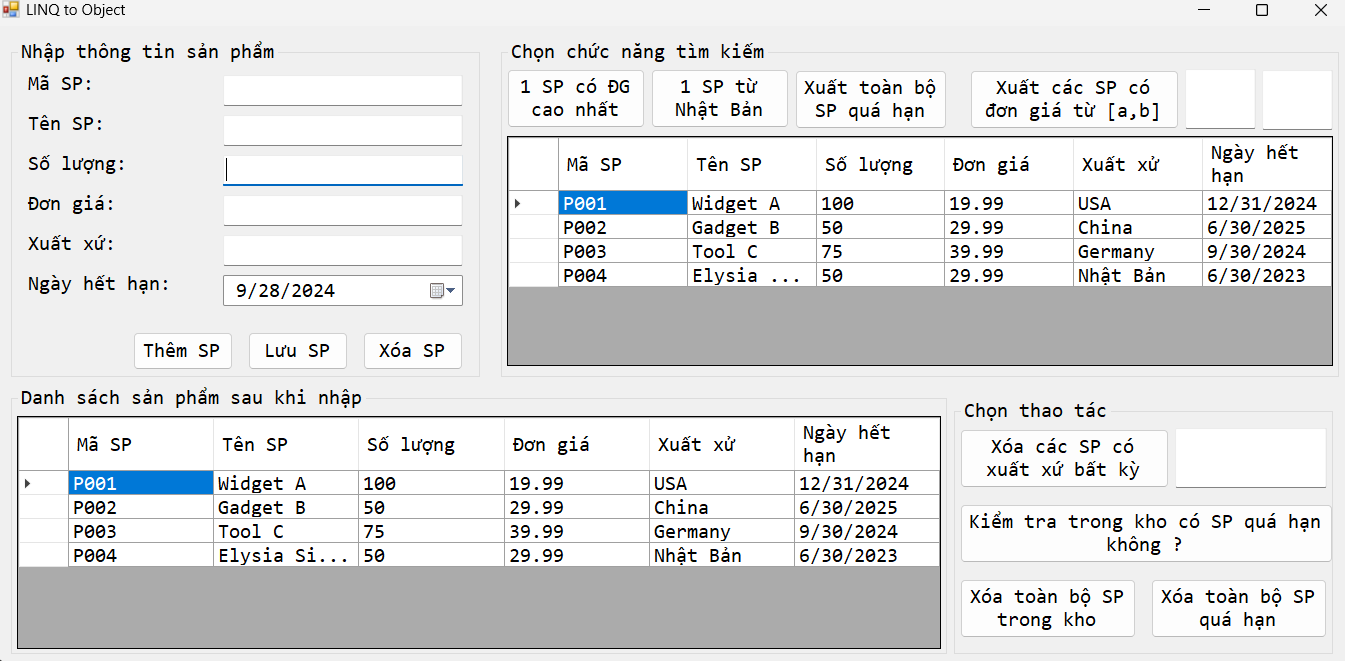 LINQ to Object
Nhập thông tin sản phẩm
Mã SP:
Tên SP:
Số lượng:
Đơn giá:
Xuất xứ:
Ngày hết hạn:
9/28/2024
Thêm SP
Lưu SP
Xóa SP
Chọn chức năng tìm kiếm
1 SP có ĐG
cao nhất
1 SP từ
Nhật Bản
Xuất toàn bộ
SP quá hạn
Xuất các SP có
đơn giá từ [a,b]
Mã SP Tên SP Số lượng Đơn giá Xuất xứ Ngày hết
hạn
P001 Widget A 100 19.99 USA 12/31/2024
P002 Gadget B 50 29.99 China 6/30/2025
P003 Tool C 75 39.99 Germany 9/30/2024
P004 Elysia ... 50 29.99 Nhật Bản 6/30/2023
Danh sách sản phẩm sau khi nhập
Mã SP Tên SP Số lượng Đơn giá Xuất xứ Ngày hết
hạn
P001 Widget A 100 19.99 USA 12/31/2024
P002 Gadget B 50 29.99 China 6/30/2025
P003 Tool C 75 39.99 Germany 9/30/2024
P004 Elysia Si... 50 29.99 Nhật Bản 6/30/2023
Chọn thao tác
Xóa các SP có
xuất xứ bất kỳ
Kiểm tra trong kho có SP quá hạn
không ?
Xóa toàn bộ SP
trong kho
Xóa toàn bộ SP
quá hạn